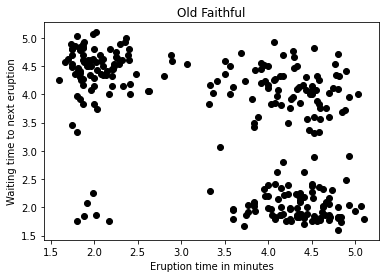 Old Faithful
Waiting time to next eruption
5.0
4.5
4.0
3.5
3.0
2.5
2.0
1.5
1.5 2.0 2.5 3.0 3.5 4.0 4.5 5.0
Eruption time in minutes